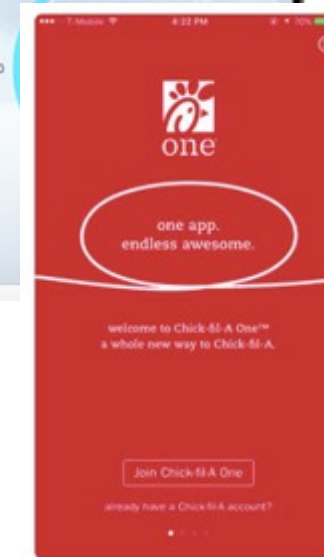 T-Mobile 4:22 PM 70%
one
one app.
endless awesome.
welcome to Chick-fil-A One™
a whole new way to Chick-fil-A.
Join Chick-fil-A One
already have a Chick-fil-A account?